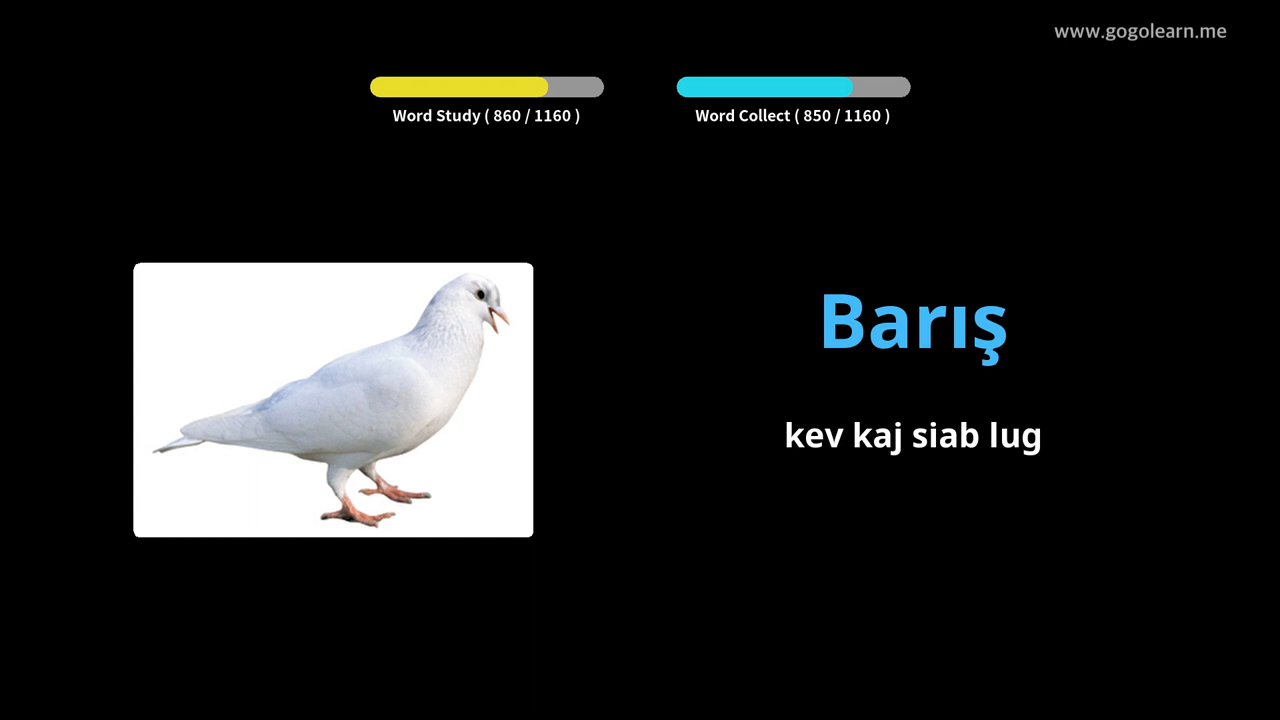 www.gogolearn.me
Word Study ( 860 / 1160 )
Word Collect ( 850 / 1160 )
Barış
kev kaj siab lug